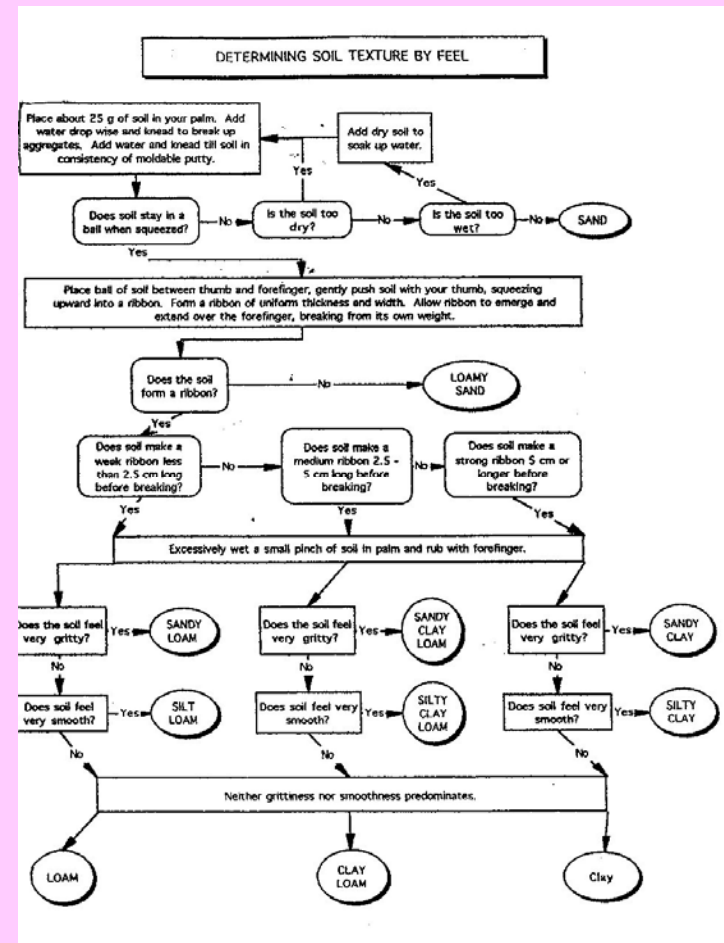 DETERMINING SOIL TEXTURE BY FEEL
Place about 25 g of soil in your palm. Add
water drop wise and knead to break up
aggregates. Add water and knead till soil in
consistency of moldable putty.
Add dry soil to
soak up water.
Yes
Yes
Does soil stay in a
ball when squeezed?
No
Is the soil too
dry?
No
Is the soil too
wet?
No
SAND
Yes
Place ball of soil between thumb and forefinger, gently push soil with your thumb, squeezing
upward into a ribbon. Form a ribbon of uniform thickness and width. Allow ribbon to emerge and
extend over the forefinger, breaking from its own weight.
Does the soil
form a ribbon?
No
LOAMY
SAND
Yes
Does soil make a
weak ribbon less
than 2.5 cm long
before breaking?
No
Does soil make a
medium ribbon 2.5 -
5 cm long before
breaking?
No
Does soil make a
strong ribbon 5 cm or
longer before
breaking?
Yes
Yes
Yes
Excessively wet a small pinch of soil in palm and rub with forefinger.
Does the soil feel
very gritty?
Yes
SANDY
LOAM
Does the soil feel
very gritty?
Yes
SANDY
CLAY
LOAM
Does the soil feel
very gritty?
Yes
SANDY
CLAY
No
No
No
Does soil feel
very smooth?
Yes
SILT
LOAM
Does soil feel very
smooth?
Yes
SILTY
CLAY
LOAM
Does soil feel very
smooth?
Yes
SILTY
CLAY
No
No
No
Neither grittiness nor smoothness predominates.
LOAM
CLAY
LOAM
Clay